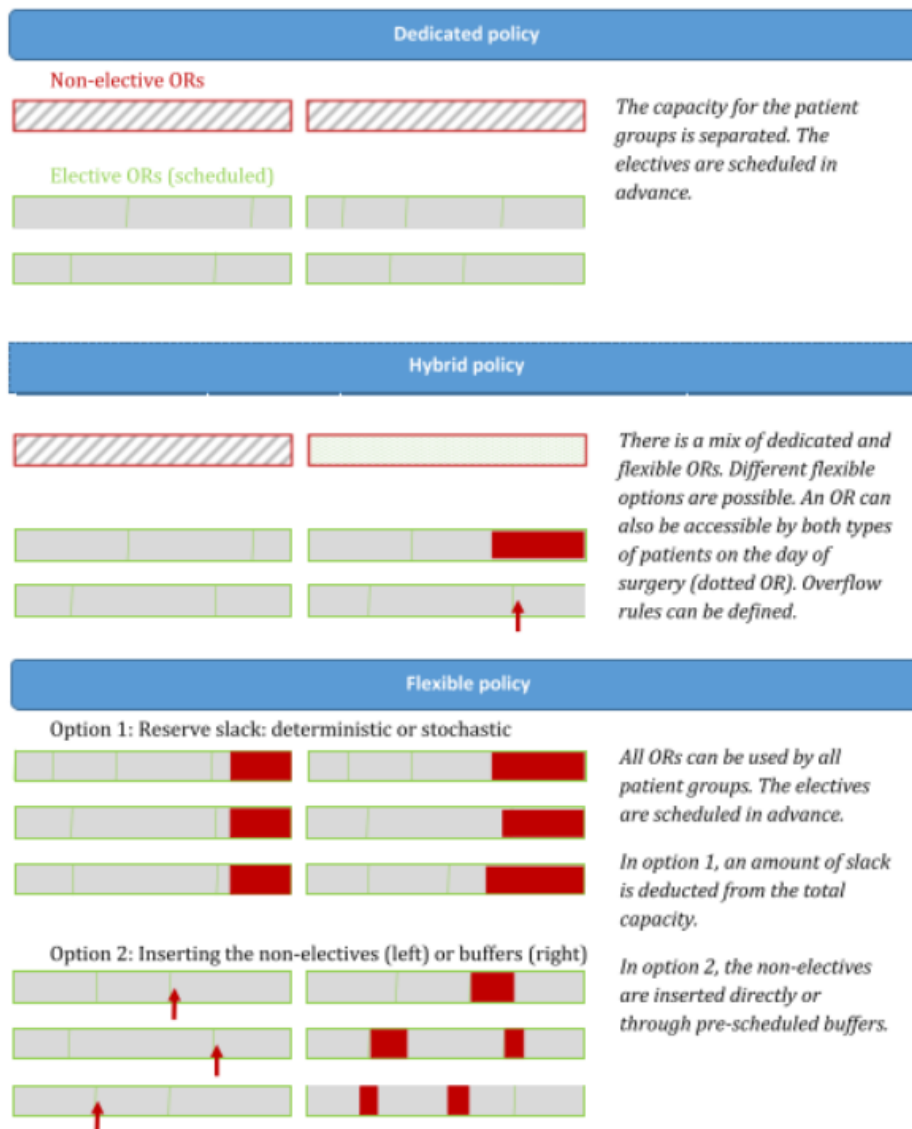 Dedicated policy
Non-elective ORs
The capacity for the patient
groups is separated. The
electives are scheduled in
advance.
Elective ORs (scheduled)
Hybrid policy
There is a mix of dedicated and
flexible ORs. Different flexible
options are possible. An OR can
also be accessible by both types
of patients on the day of
surgery (dotted OR). Overflow
rules can be defined.
Flexible policy
Option 1: Reserve slack: deterministic or stochastic
All ORs can be used by all
patient groups. The electives
are scheduled in advance.
In option 1, an amount of slack
is deducted from the total
capacity.
Option 2: Inserting the non-electives (left) or buffers (right)
In option 2, the non-electives
are inserted directly or
through pre-scheduled buffers.